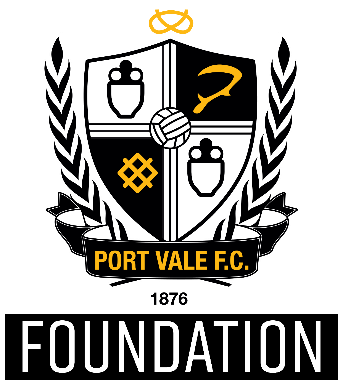 PORT VALE F.C.
1876
FOUNDATION